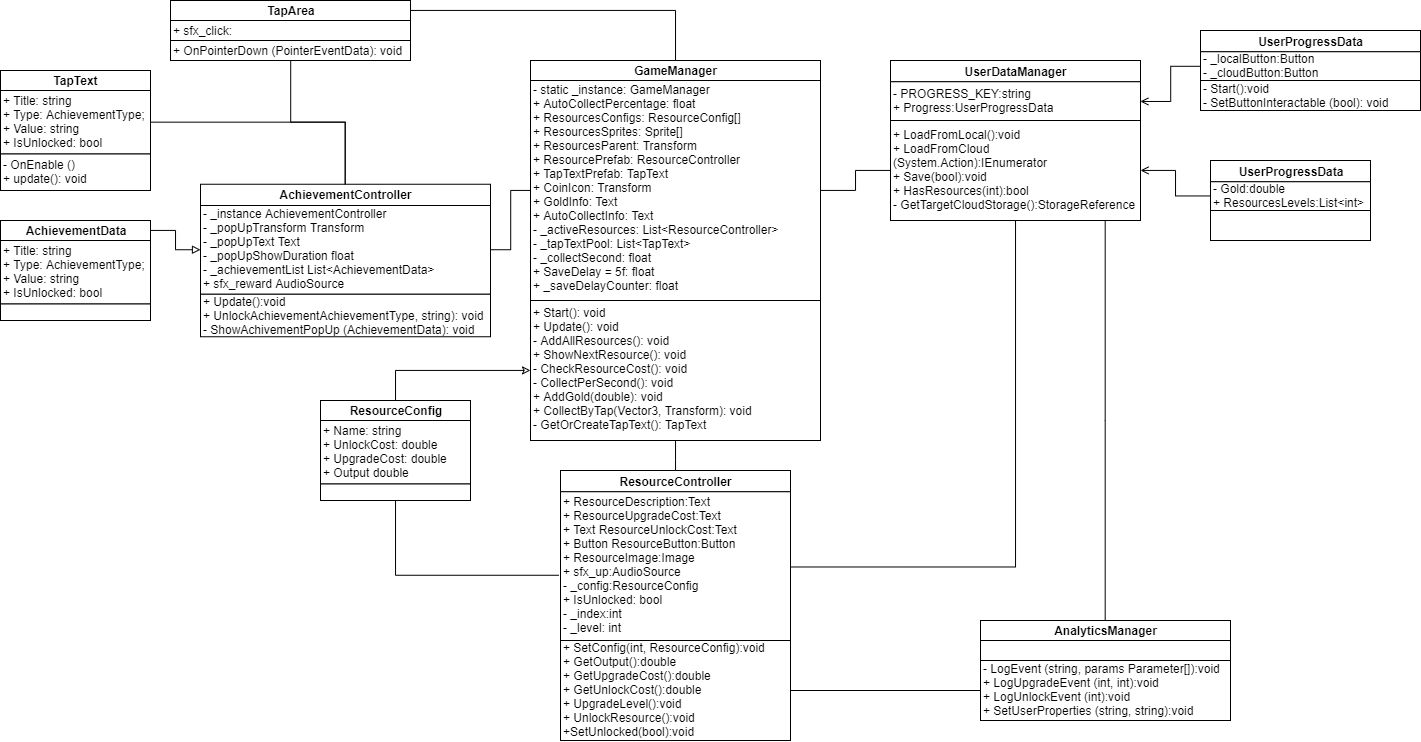 TapArea
+ sfx_click:
+ OnPointerDown (PointerEventData): void
TapText
+ Title: string
+ Type: AchievementType;
+ Value: string
+ IsUnlocked: bool
- OnEnable ()
+ update(): void
AchievementData
+ Title: string
+ Type: AchievementType;
+ Value: string
+ IsUnlocked: bool
AchievementController
- _instance AchievementController
- _popUpTransform Transform
- _popUpText Text
- _popUpShowDuration float
- _achievementList List<AchievementData>
+ sfx_reward AudioSource
+ Update():void
+ UnlockAchievementAchievementType, string): void
- ShowAchivementPopUp (AchievementData): void
GameManager
- static _instance: GameManager
+ AutoCollectPercentage: float
+ ResourcesConfigs: ResourceConfig[]
+ ResourcesSprites: Sprite[]
+ ResourcesParent: Transform
+ ResourcePrefab: ResourceController
+ TapTextPrefab: TapText
+ CoinIcon: Transform
+ GoldInfo: Text
+ AutoCollectInfo: Text
- _activeResources: List<ResourceController>
- _tapTextPool: List<TapText>
- _collectSecond: float
+ SaveDelay = 5f: float
+ _saveDelayCounter: float
+ Start(): void
+ Update(): void
- AddAllResources(): void
+ ShowNextResource(): void
- CheckResourceCost(): void
- CollectPerSecond(): void
+ AddGold(double): void
+ CollectByTap(Vector3, Transform): void
- GetOrCreateTapText(): TapText
UserDataManager
- PROGRESS_KEY:string
+ Progress:UserProgressData
+ LoadFromLocal():void
+ LoadFromCloud
(System.Action):IEnumerator
+ Save(bool):void
+ HasResources(int):bool
- GetTargetCloudStorage():StorageReference
UserProgressData
- _localButton:Button
- _cloudButton:Button
- Start():void
- SetButtonInteractable (bool): void
UserProgressData
- Gold:double
+ ResourcesLevels:List<int>
ResourceConfig
+ Name: string
+ UnlockCost: double
+ UpgradeCost: double
+ Output double
ResourceController
+ ResourceDescription:Text
+ ResourceUpgradeCost:Text
+ Text ResourceUnlockCost:Text
+ Button ResourceButton:Button
+ ResourceImage:Image
+ sfx_up:AudioSource
- _config:ResourceConfig
+ IsUnlocked: bool
- _index:int
- _level: int
+ SetConfig(int, ResourceConfig):void
+ GetOutput():double
+ GetUpgradeCost():double
+ GetUnlockCost():double
+ UpgradeLevel():void
+ UnlockResource():void
+SetUnlocked(bool):void
AnalyticsManager
- LogEvent (string, params Parameter[]):void
+ LogUpgradeEvent (int, int):void
+ LogUnlockEvent (int):void
+ SetUserProperties (string, string):void